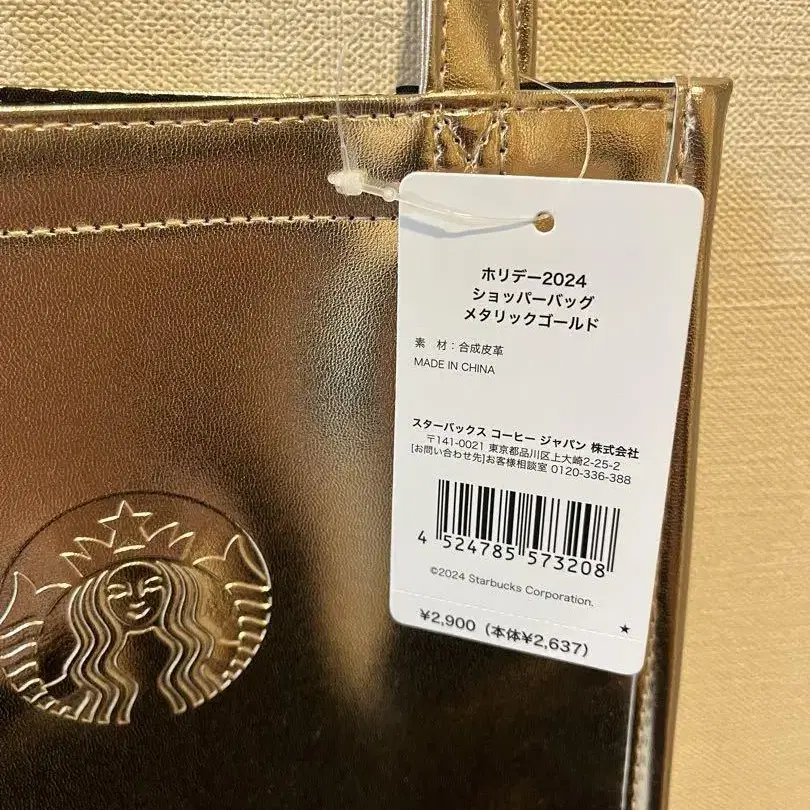 ホリデー2024
ショッパーバッグ
メタリックゴールド
素　材：合成皮革
MADE IN CHINA
スターバックス コーヒー ジャパン 株式会社
〒141-0021 東京都品川区上大崎2-25-2
[お問い合わせ先]お客様相談室 0120-336-388
4 524785 573208
©2024 Starbucks Corporation.
★
¥2,900（本体¥2,637）